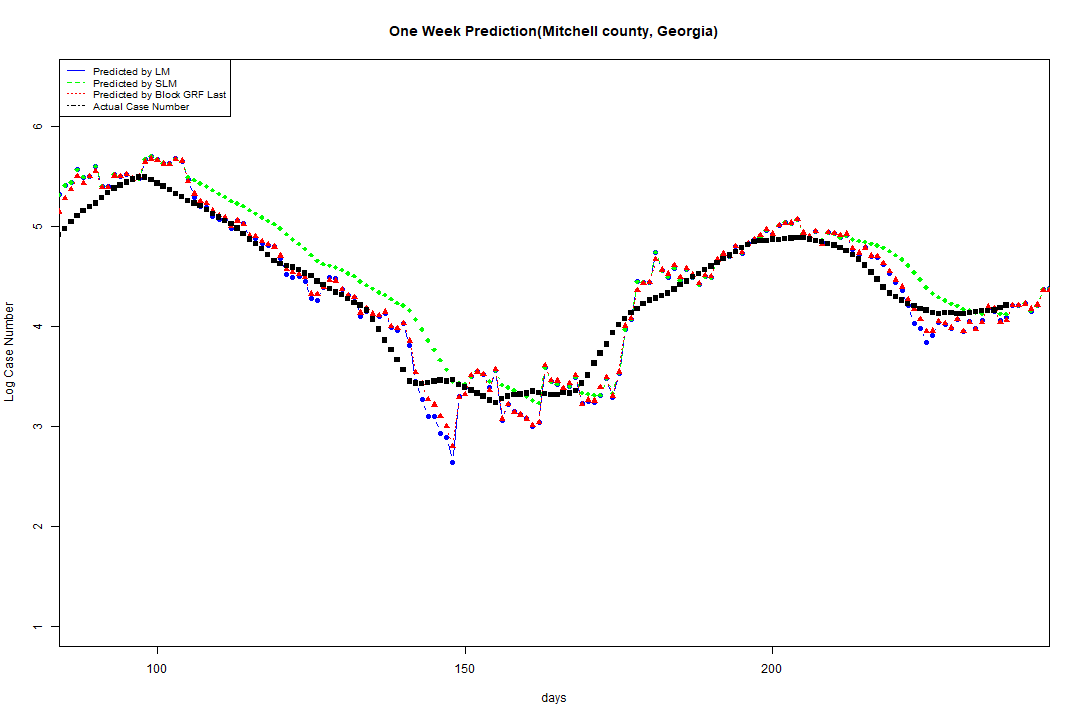 One Week Prediction(Mitchell county, Georgia)
Predicted by LM
Predicted by SLM
Predicted by Block GRF Last
Actual Case Number
6
5
4
3
2
1
Log Case Number
100 150 200
days